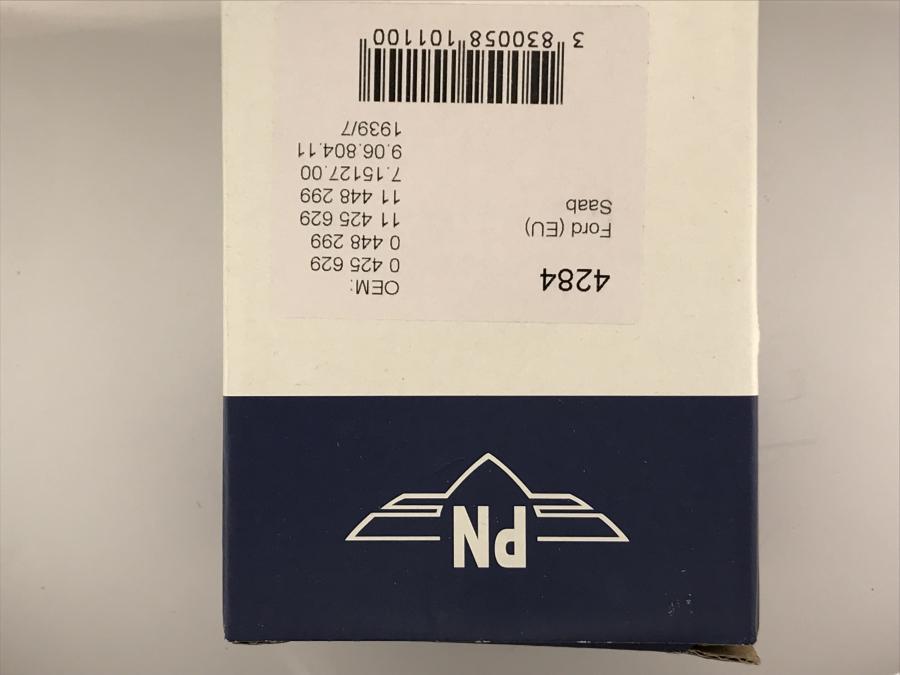 PN
4284
Ford (EU)
Saab
OEM:
0 425 629
0 448 299
11 425 629
11 448 299
7.15127.00
9.06.804.11
1939/7
3 830058 101100